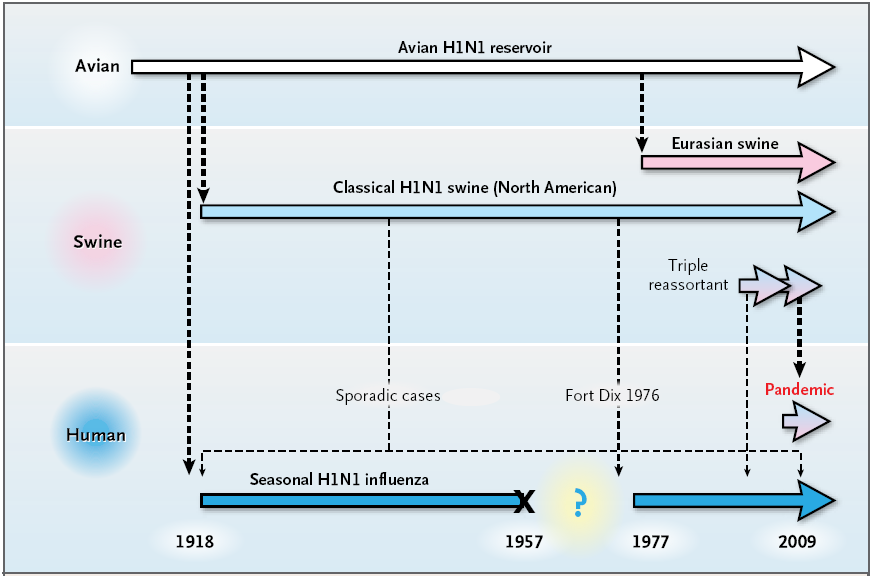 Avian H1N1 reservoir
Avian
Eurasian swine
Classical H1N1 swine (North American)
Swine
Triple
reassortant
Pandemic
Sporadic cases
Fort Dix 1976
Human
Seasonal H1N1 influenza
X
?
1918
1957
1977
2009